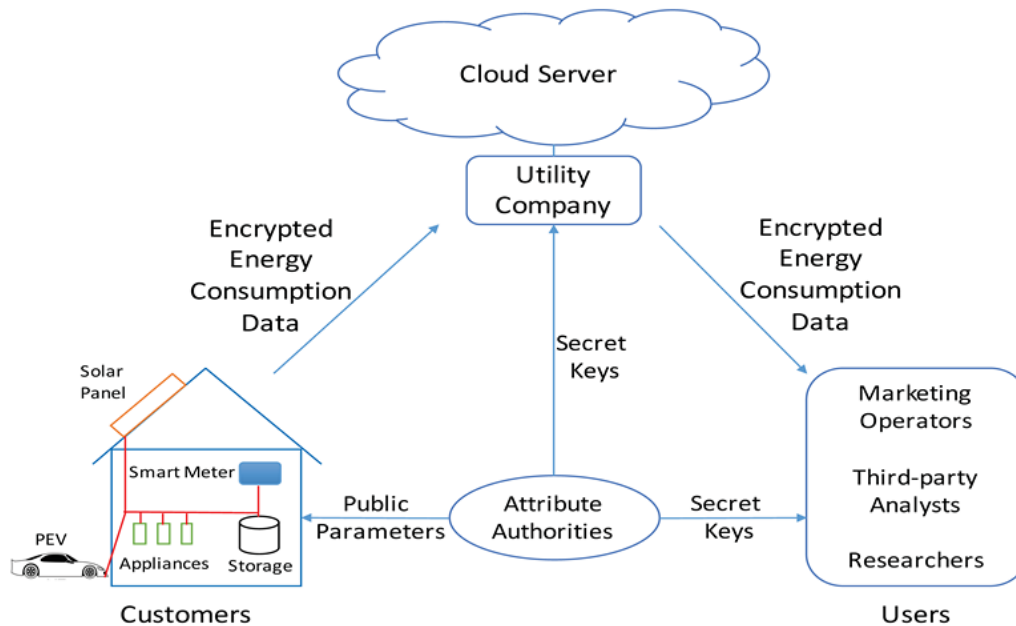 Cloud Server
Utility
Company
Encrypted
Energy
Consumption
Data
Encrypted
Energy
Consumption
Data
Secret
Keys
Solar
Panel
Smart Meter
PEV
Appliances
Storage
Customers
Public
Parameters
Attribute
Authorities
Secret
Keys
Marketing
Operators
Third-party
Analysts
Researchers
Users